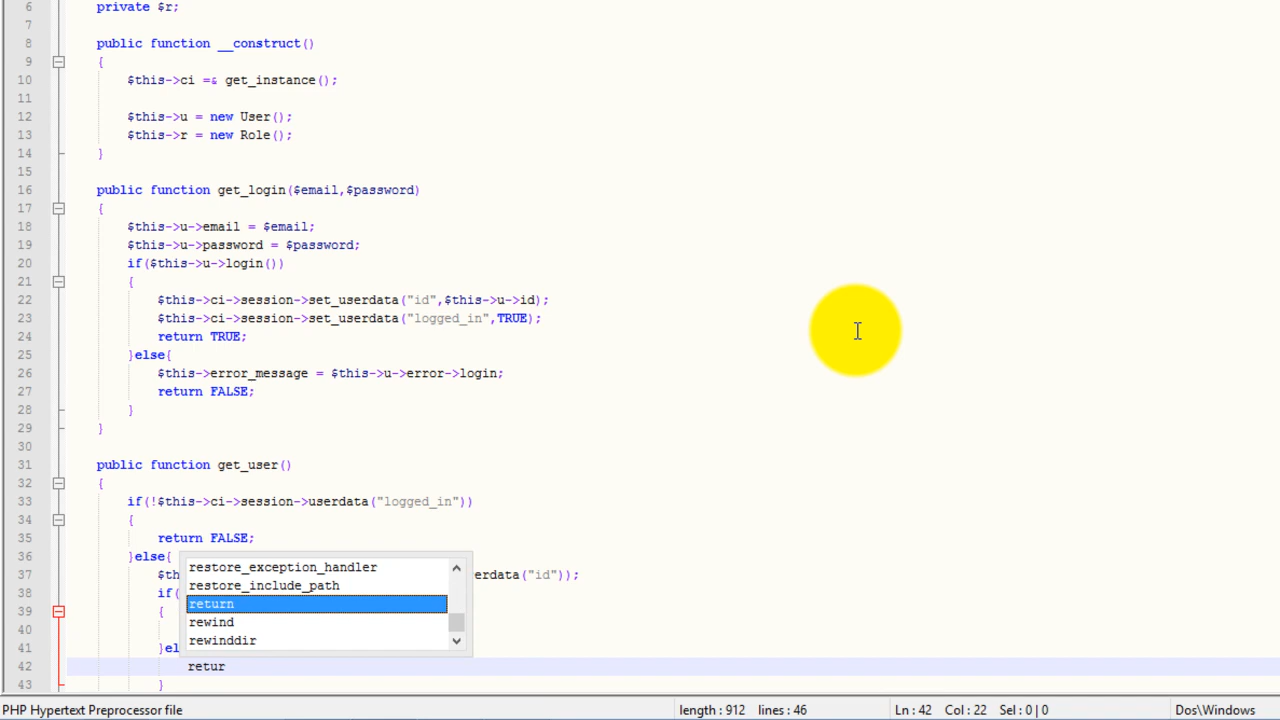 6 private $r;
7
8 public function __construct()
9 {
10 $this->ci =& get_instance();
11
12 $this->u = new User();
13 $this->r = new Role();
14 }
15
16 public function get_login($email,$password)
17 {
18 $this->u->email = $email;
19 $this->u->password = $password;
20 if($this->u->login())
21 {
22 $this->ci->session->set_userdata("id",$this->u->id);
23 $this->ci->session->set_userdata("logged_in",TRUE);
24 return TRUE;
25 }else{
26 $this->error_message = $this->u->error->login;
27 return FALSE;
28 }
29 }
30
31 public function get_user()
32 {
33 if(!$this->ci->session->userdata("logged_in"))
34 {
35 return FALSE;
36 }else{
restore_exception_handler
37 $th erdata("id"));
restore_include_path
38 if(
return
39 {
rewind
40
rewinddir
41 }el
42 retur
43 }
PHP Hypertext Preprocessor file length : 912 lines : 46 Ln : 42 Col : 22 Sel : 0 | 0 Dos\Windows